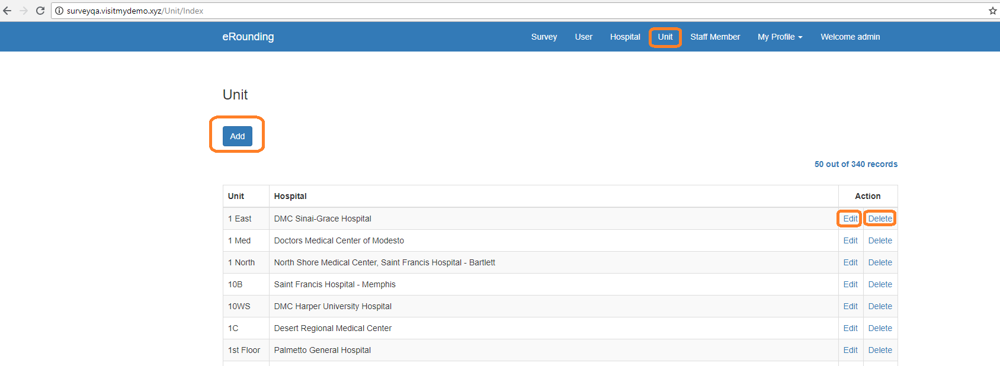 surveyqa.visitmydemo.xyz/Unit/Index
eRounding Survey User Hospital Unit Staff Member My Profile Welcome admin
Unit
Add
50 out of 340 records
Unit Hospital Action
1 East DMC Sinai-Grace Hospital Edit Delete
1 Med Doctors Medical Center of Modesto Edit Delete
1 North North Shore Medical Center, Saint Francis Hospital - Bartlett Edit Delete
10B Saint Francis Hospital - Memphis Edit Delete
10WS DMC Harper University Hospital Edit Delete
1C Desert Regional Medical Center Edit Delete
1st Floor Palmetto General Hospital Edit Delete